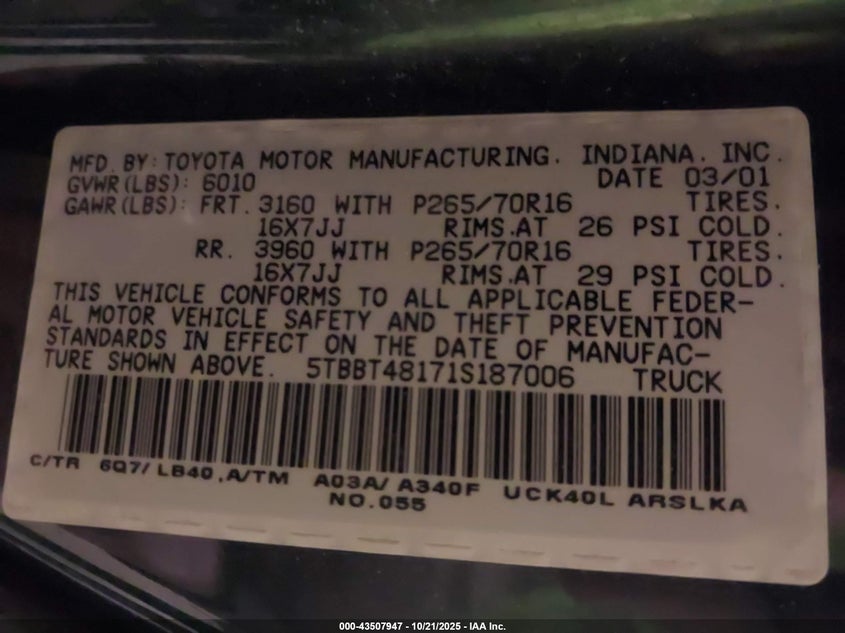 MFD. BY: TOYOTA MOTOR MANUFACTURING. INDIANA. INC.
GVWR(LBS): 6010 DATE 03/01
GAWR(LBS): FRT. 3160 WITH P265/70R16 TIRES.
16X7JJ RIMS.AT 26 PSI COLD.
RR. 3960 WITH P265/70R16 TIRES.
16X7JJ RIMS.AT 29 PSI COLD.
THIS VEHICLE CONFORMS TO ALL APPLICABLE FEDER-
AL MOTOR VEHICLE SAFETY AND THEFT PREVENTION
STANDARDS IN EFFECT ON THE DATE OF MANUFAC-
TURE SHOWN ABOVE. 5TBBT48171S187006 TRUCK
C/TR 6Q7/ LB40 ,A/TM A03A/ A340F UCK40L ARSLKA
NO.055
000-43507947 - 10/21/2025 - IAA Inc.